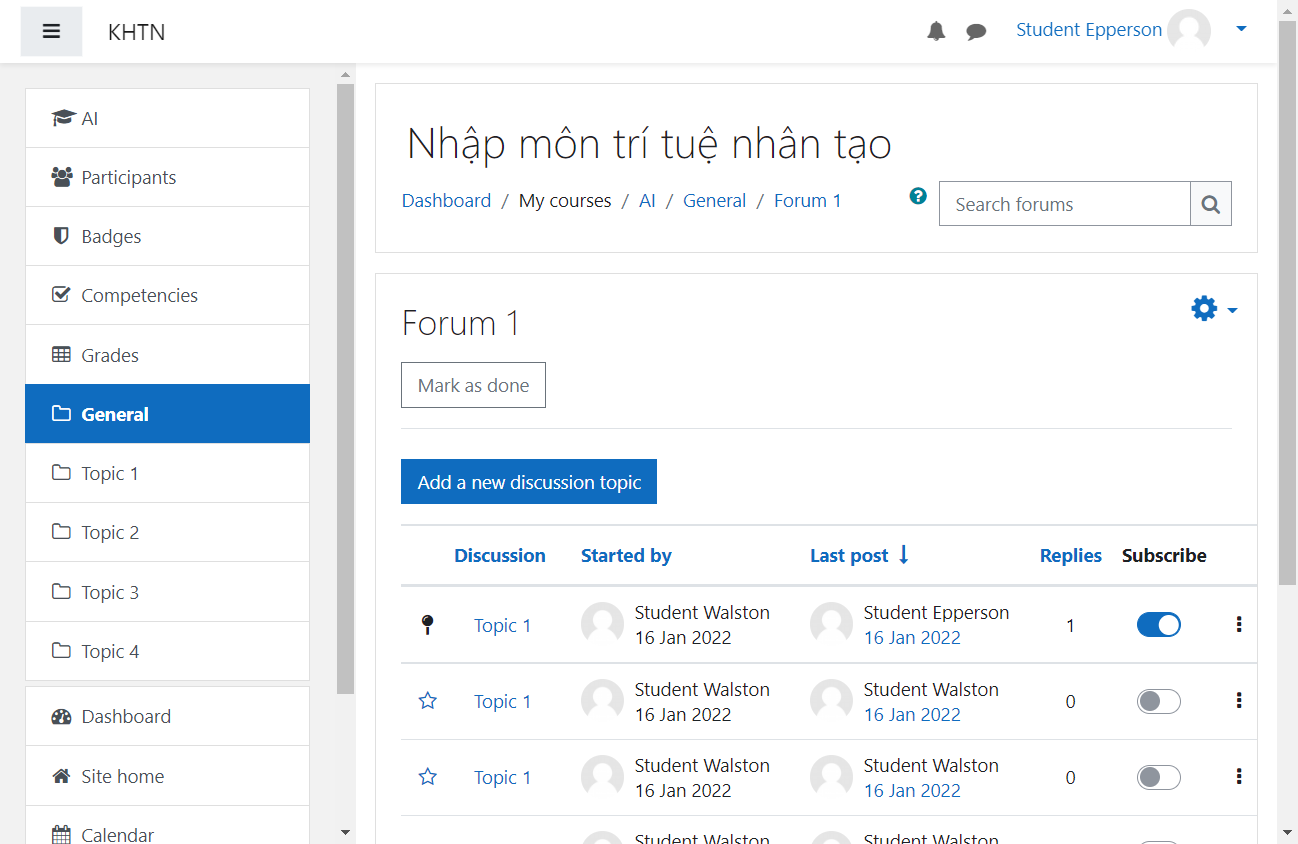 KHTN
Student Epperson
AI
Participants
Badges
Competencies
Grades
General
Topic 1
Topic 2
Topic 3
Topic 4
Dashboard
Site home
Calendar
Nhập môn trí tuệ nhân tạo
Dashboard / My courses / AI / General / Forum 1
Search forums
Forum 1
Mark as done
Add a new discussion topic
Discussion Started by Last post Replies Subscribe
Topic 1 Student Walston 16 Jan 2022 Student Epperson 16 Jan 2022 1
Topic 1 Student Walston 16 Jan 2022 Student Walston 16 Jan 2022 0
Topic 1 Student Walston 16 Jan 2022 Student Walston 16 Jan 2022 0
Student Walston Student Walston